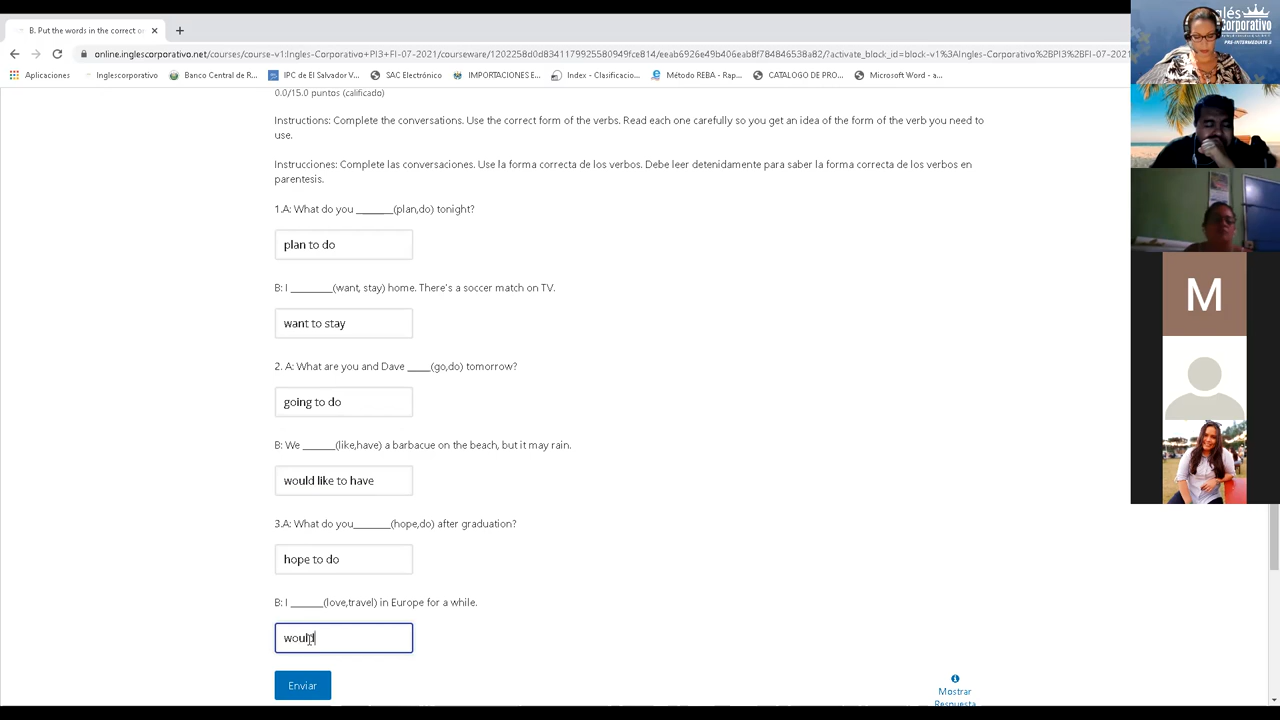 B. Put the words in the correct or
online.inglescorporativo.net/courses/course-v1:Ingles-Corporativo+PI3+FI-07-2021/courseware/120225d00d0411179925580949fce814/eeab6926e49b406eab8f784846538a82/?activate_block_id=block-v1%3AIngles-Corporativo%2BPI3%2BFI-07-2021
Aplicaciones
Inglescorporativo
Banco Central de R...
IPC de El Salvador V...
SAC Electrónico
IMPORTACIONES E...
Index - Clasificacio...
Método REBA - Rap...
CATALOGO DE PRO...
Microsoft Word - a...
PRE-INTERMEDIATE 3
0.0/15.0 puntos (calificado)
Instructions: Complete the conversations. Use the correct form of the verbs. Read each one carefully so you get an idea of the form of the verb you need to
use.
Instrucciones: Complete las conversaciones. Use la forma correcta de los verbos. Debe leer detenidamente para saber la forma correcta de los verbos en
parentesis.
1.A: What do you _______(plan,do) tonight?
plan to do
B: I ________(want, stay) home. There's a soccer match on TV.
want to stay
2. A: What are you and Dave ____(go,do) tomorrow?
going to do
B: We ______(like,have) a barbacue on the beach, but it may rain.
would like to have
3.A: What do you_______(hope,do) after graduation?
hope to do
B: I ______(love,travel) in Europe for a while.
would
Enviar
Mostrar
Respuesta
M